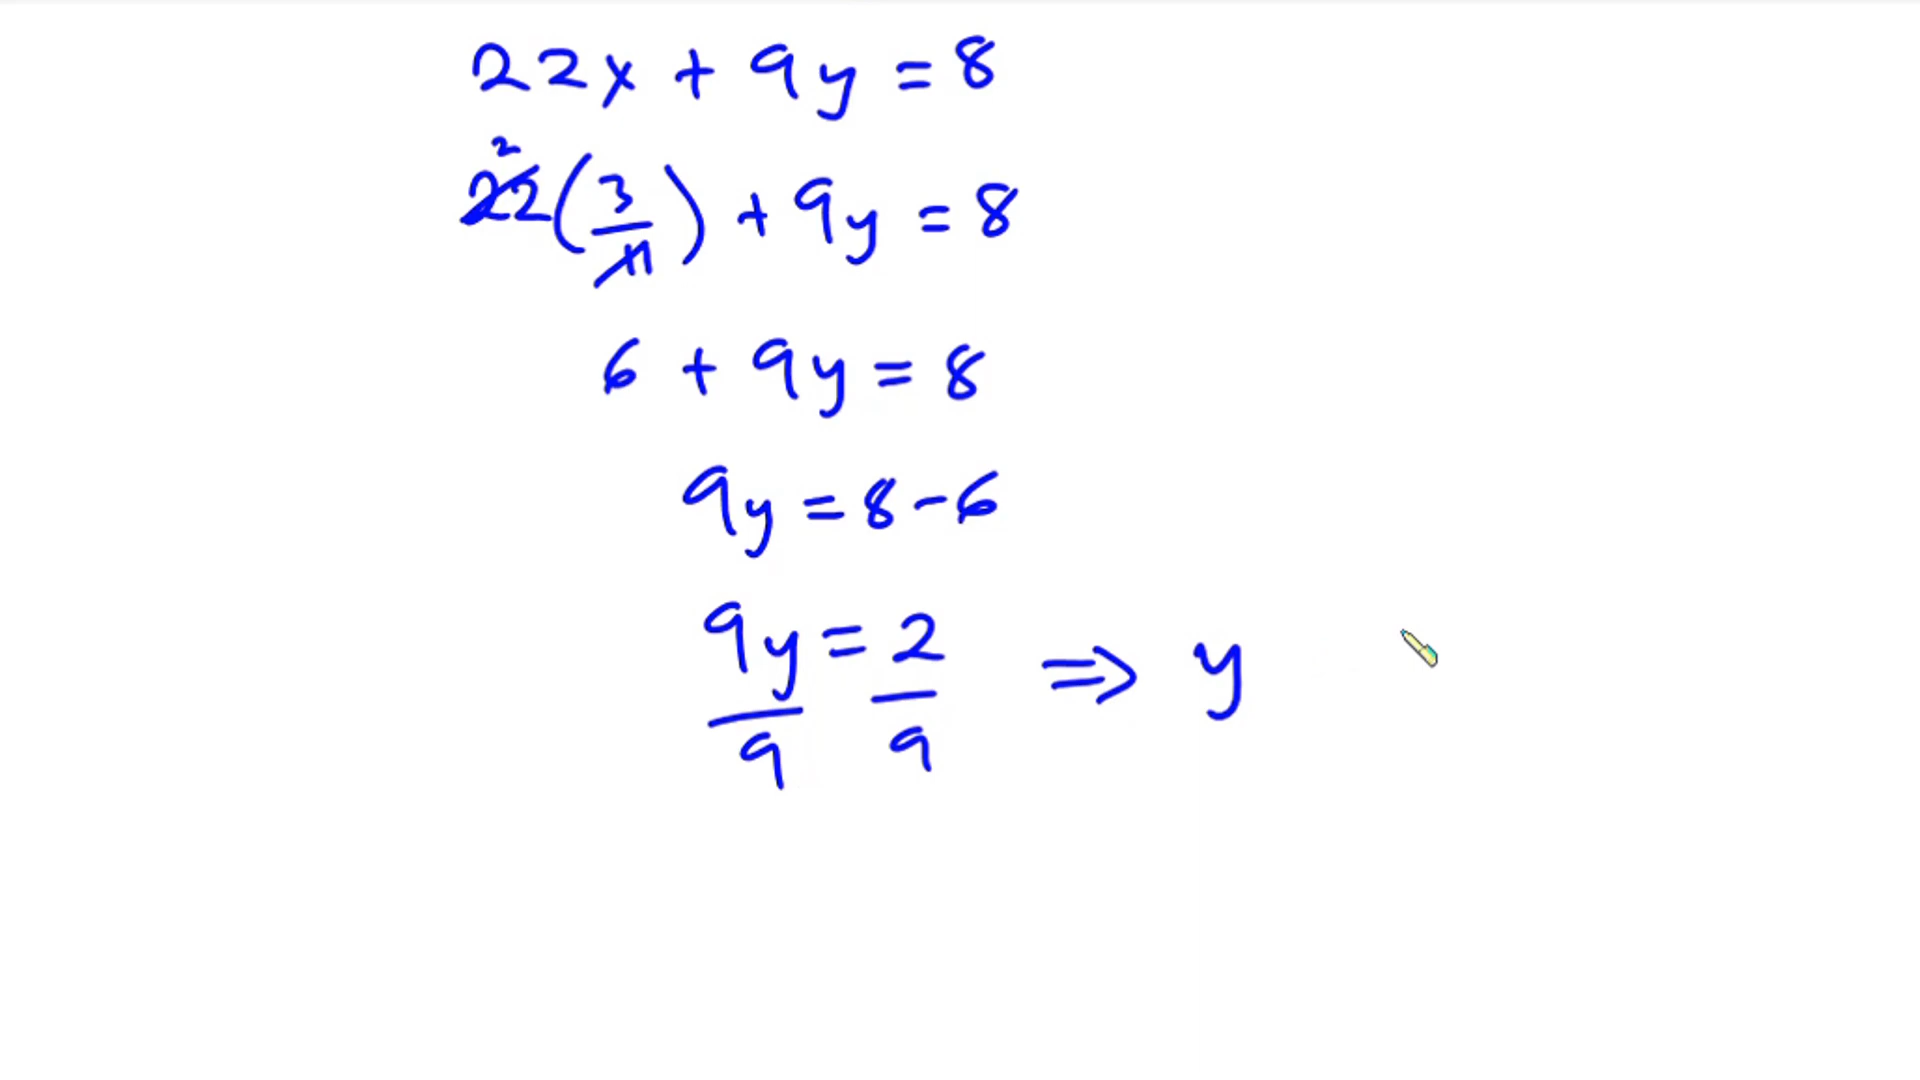 22x + 9y = 8
2
22(3/11) + 9y = 8
6 + 9y = 8
9y = 8 - 6
9y/9 = 2/9 ⇒ y